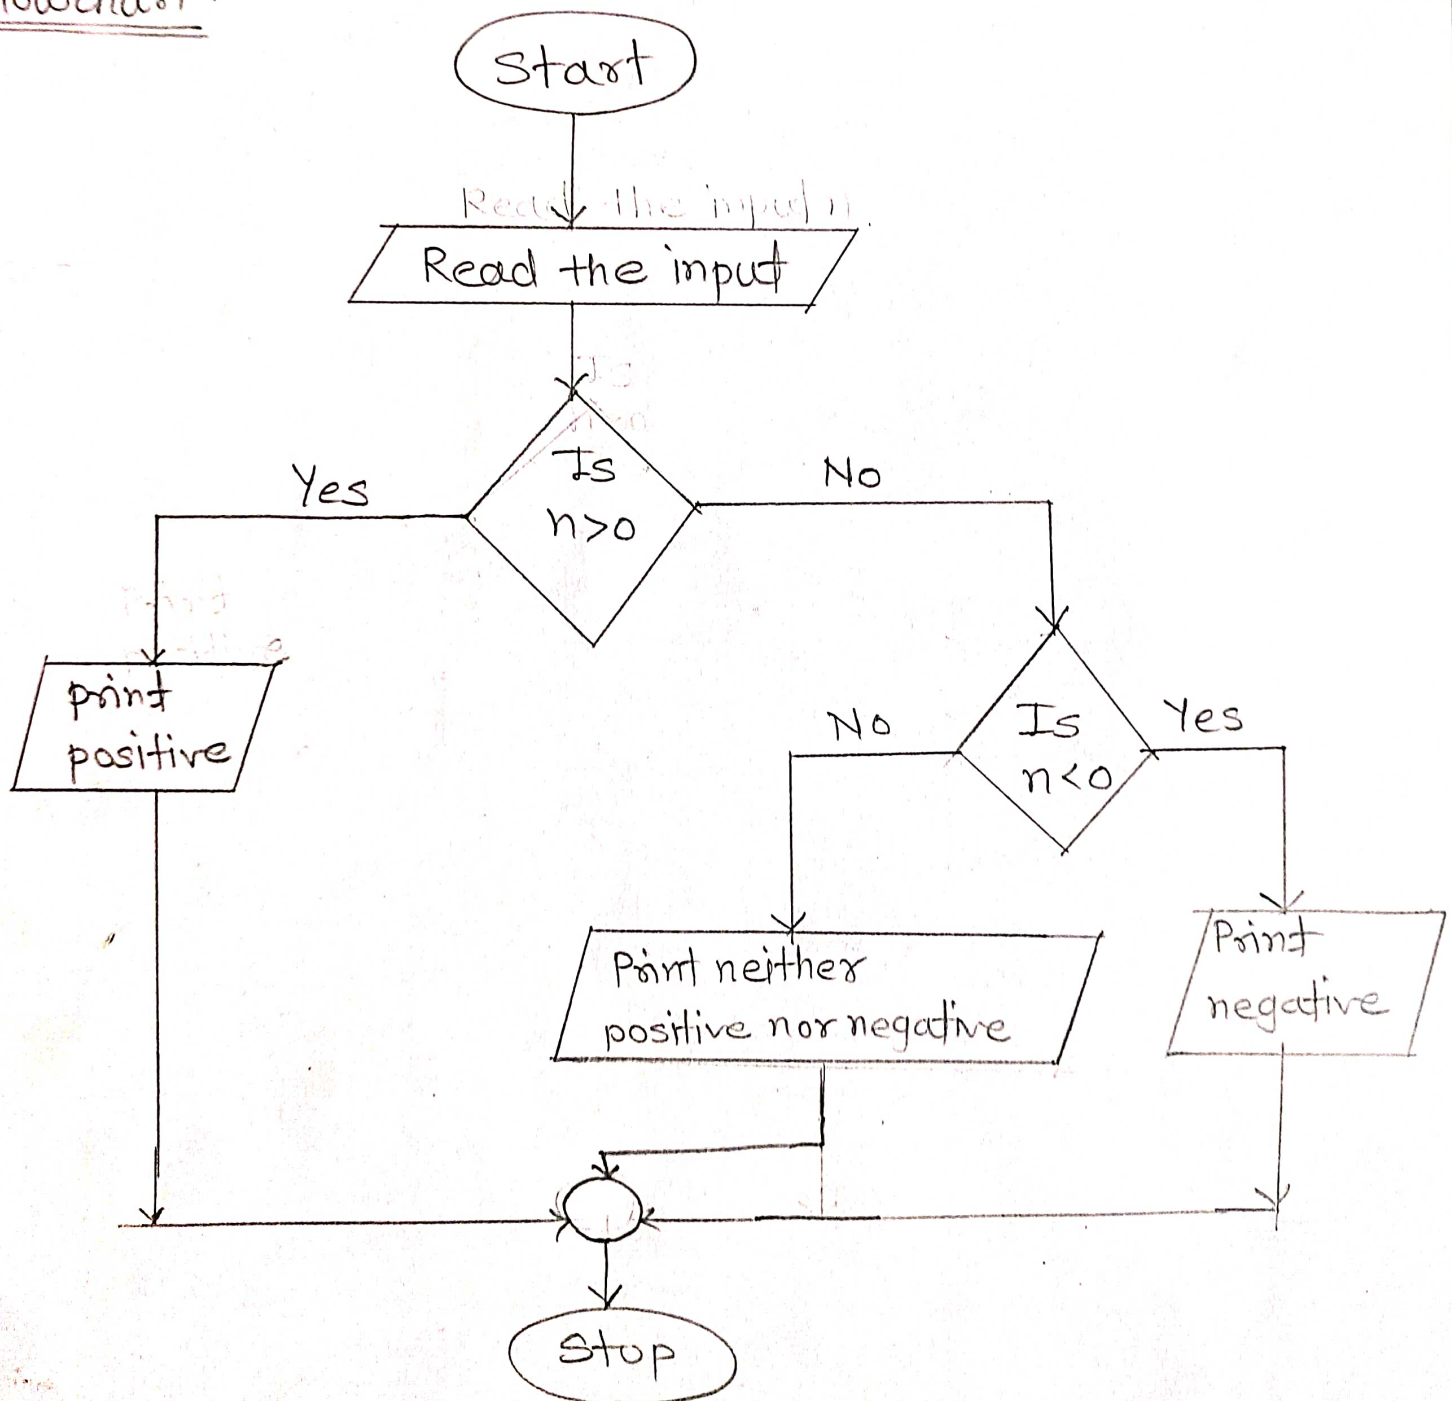 Start
Read the input
Is
n>0
Yes
No
print
positive
Is
n<0
No
Yes
Print neither
positive nor negative
Print
negative
Stop